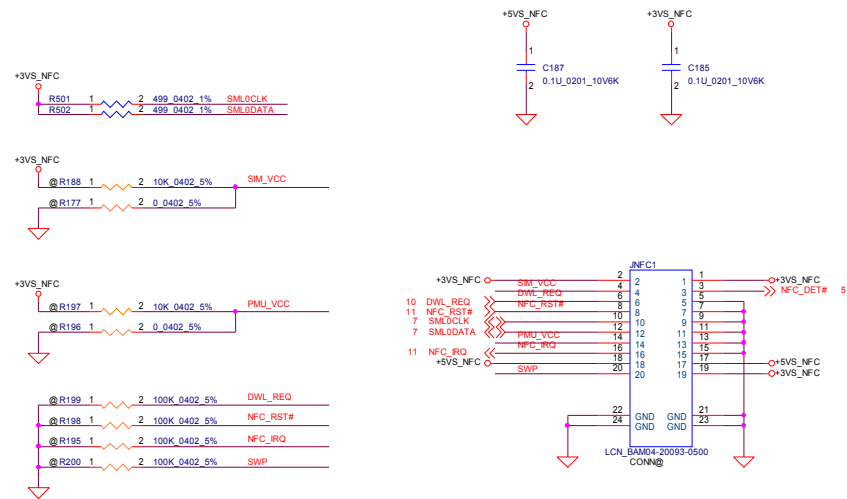 +5VS_NFC
1
C187
0.1U_0201_10V6K
2
+3VS_NFC
1
C185
0.1U_0201_10V6K
2
+3VS_NFC
R501 1 2 499_0402_1% SML0CLK
R502 1 2 499_0402_1% SML0DATA
+3VS_NFC
@R188 1 2 10K_0402_5% SIM_VCC
@R177 1 2 0_0402_5%
+3VS_NFC
@R197 1 2 10K_0402_5% PMU_VCC
@R196 1 2 0_0402_5%
@R199 1 2 100K_0402_5% DWL_REQ
@R198 1 2 100K_0402_5% NFC_RST#
@R195 1 2 100K_0402_5% NFC_IRQ
@R200 1 2 100K_0402_5% SWP
JNFC1
+3VS_NFC 2 2 1 1 +3VS_NFC
SIM_VCC 4 4 3 3 NFC_DET# 5
10 DWL_REQ DWL_REQ 6 6 5 5
11 NFC_RST# NFC_RST# 8 8 7 7
7 SML0CLK 10 10 9 9
7 SML0DATA 12 12 11 11
PMU_VCC 14 14 13 13
11 NFC_IRQ NFC_IRQ 16 16 15 15
+5VS_NFC 18 18 17 17 +5VS_NFC
SWP 20 20 19 19 +3VS_NFC
22 GND GND 21
24 GND GND 23
LCN_BAM04-20093-0500
CONN@